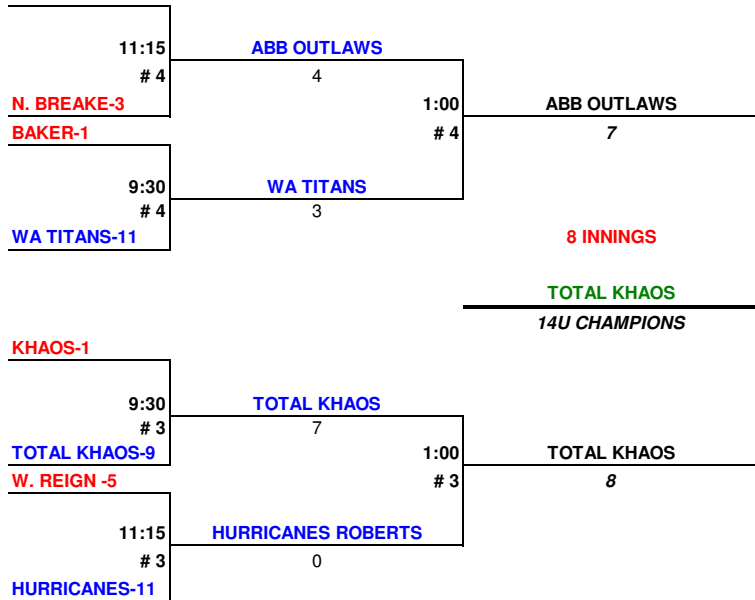 11:15
ABB OUTLAWS
# 4
4
N. BREAKE-3
1:00
ABB OUTLAWS
BAKER-1
# 4
7
9:30
WA TITANS
# 4
3
WA TITANS-11
8 INNINGS
TOTAL KHAOS
14U CHAMPIONS
KHAOS-1
9:30
TOTAL KHAOS
# 3
7
TOTAL KHAOS-9
1:00
TOTAL KHAOS
W. REIGN -5
# 3
8
11:15
HURRICANES ROBERTS
# 3
0
HURRICANES-11